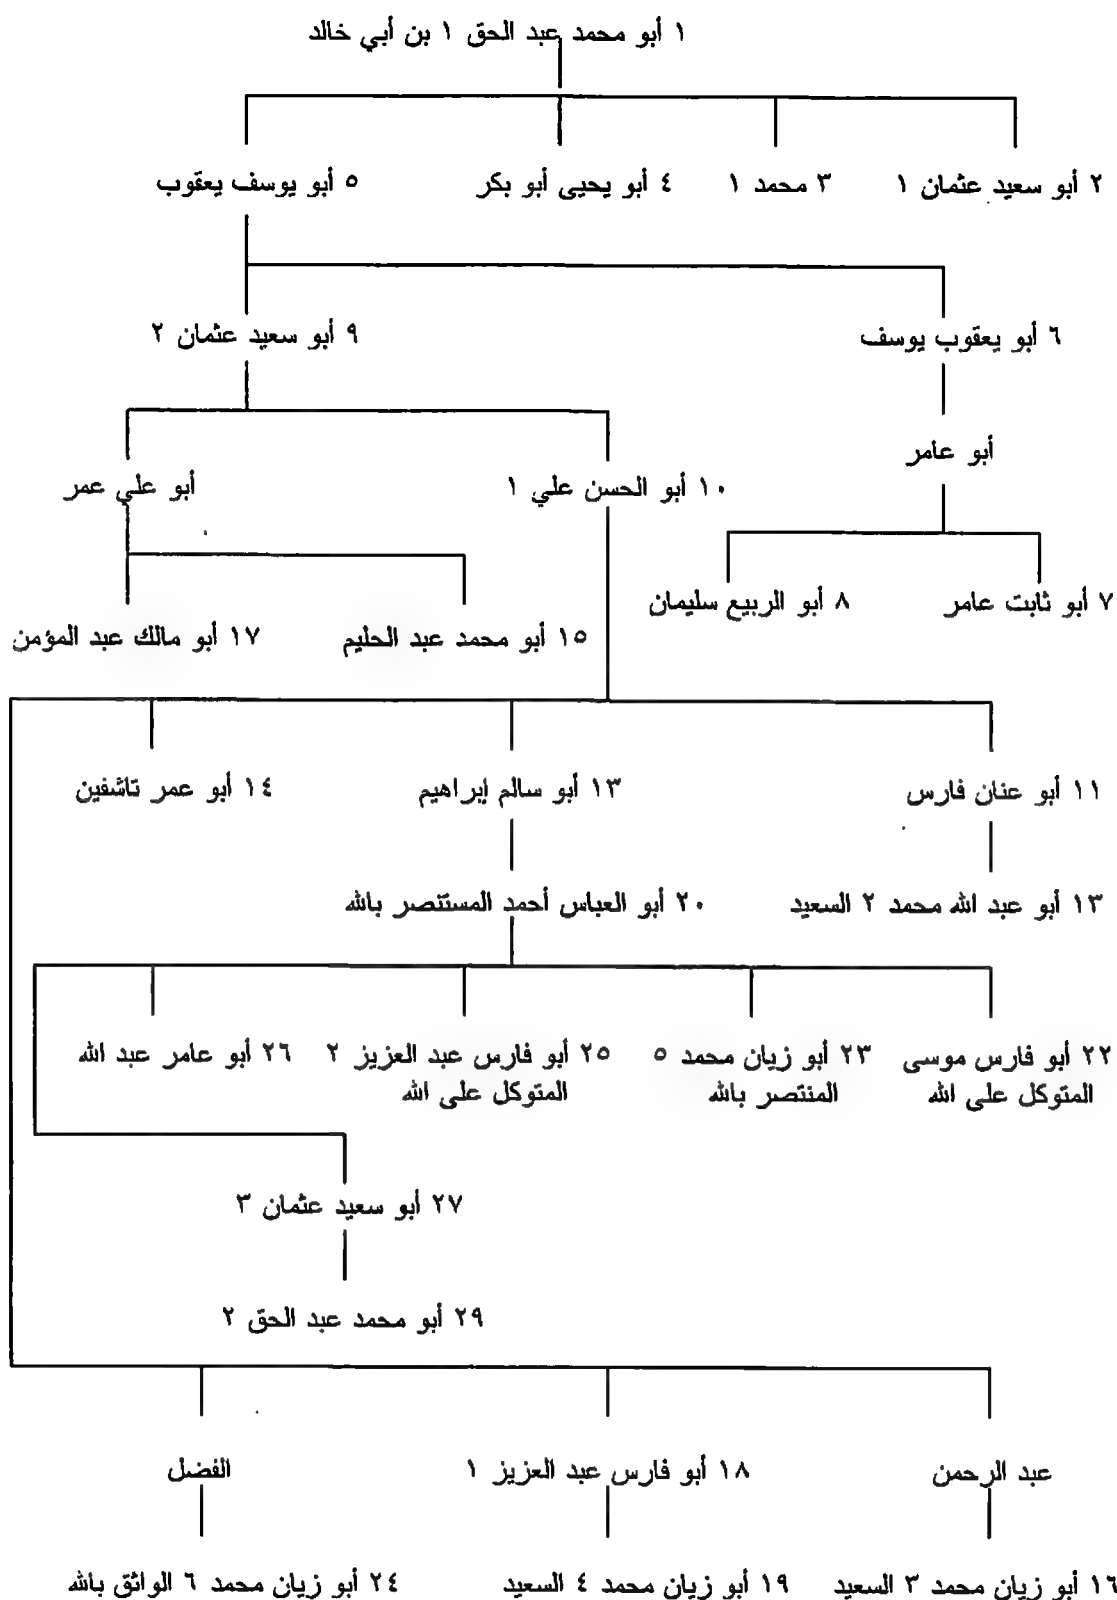 ١ أبو محمد عبد الحق ١ بن أبي خالد
٢ أبو سعيد عثمان ١
٣ محمد ١
٤ أبو يحيى أبو بكر
٥ أبو يوسف يعقوب
٦ أبو يعقوب يوسف
٩ أبو سعيد عثمان ٢
أبو عامر
١٠ أبو الحسن علي ١
أبو علي عمر
٧ أبو ثابت عامر
٨ أبو الربيع سليمان
١٥ أبو محمد عبد الحليم
١٧ أبو مالك عبد المؤمن
١١ أبو عنان فارس
١٣ أبو سالم إبراهيم
١٤ أبو عمر تاشفين
١٣ أبو عبد الله محمد ٢ السعيد
٢٠ أبو العباس أحمد المستنصر بالله
٢٢ أبو فارس موسى
المتوكل على الله
٢٣ أبو زيان محمد ٥
المنتصر بالله
٢٥ أبو فارس عبد العزيز ٢
المتوكل على الله
٢٦ أبو عامر عبد الله
٢٧ أبو سعيد عثمان ٣
٢٩ أبو محمد عبد الحق ٢
عبد الرحمن
١٨ أبو فارس عبد العزيز ١
الفضل
١٦ أبو زيان محمد ٣ السعيد
١٩ أبو زيان محمد ٤ السعيد
٢٤ أبو زيان محمد ٦ الواثق بالله